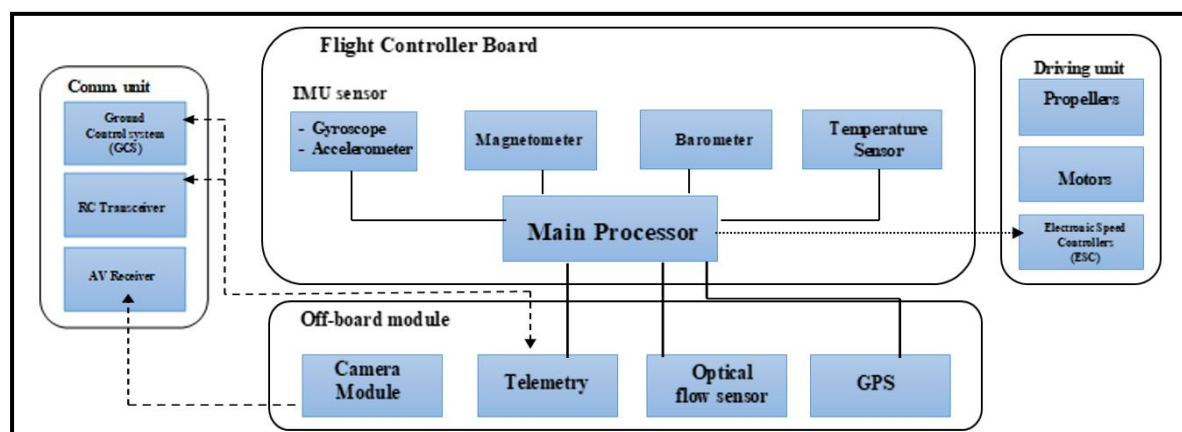 Flight Controller Board
Comm. unit
Ground
Control system
(GCS)
RC Transceiver
AV Receiver
IMU sensor
- Gyroscope
- Accelerometer
Magnetometer
Barometer
Temperature
Sensor
Main Processor
Driving unit
Propellers
Motors
Electronic Speed
Controllers
(ESC)
Off-board module
Camera
Module
Telemetry
Optical
flow sensor
GPS